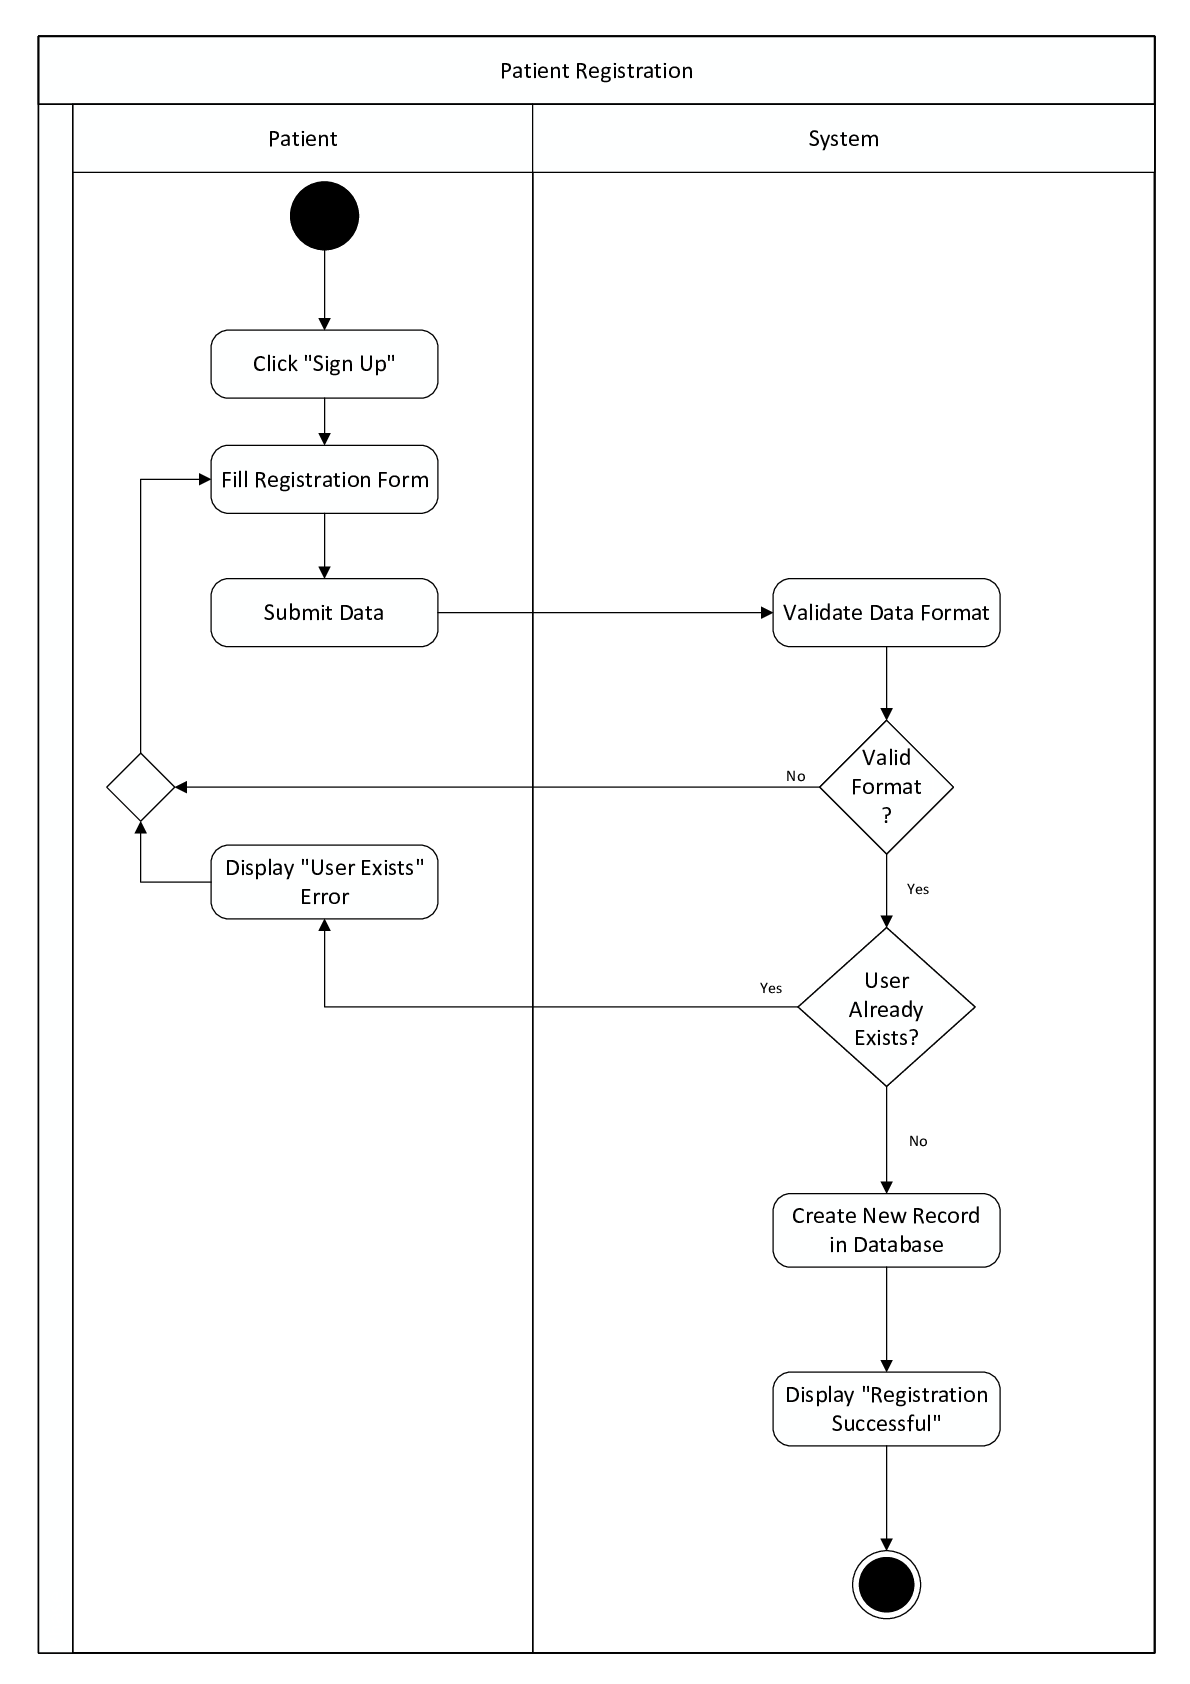 Patient Registration
Patient
System
Click "Sign Up"
Fill Registration Form
Submit Data
Validate Data Format
Valid
Format
?
No
Yes
Display "User Exists"
Error
User
Already
Exists?
Yes
No
Create New Record
in Database
Display "Registration
Successful"